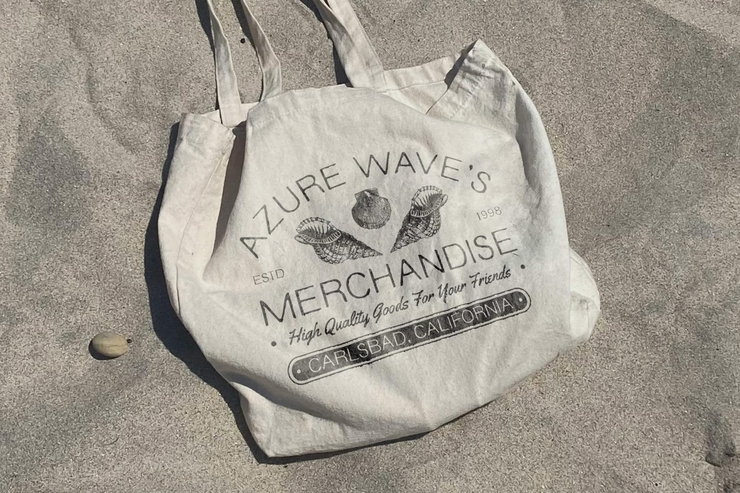 AZURE WAVE'S
ESTD 1998
MERCHANDISE
• High Quality Goods For Your Friends •
• CARLSBAD, CALIFORNIA •